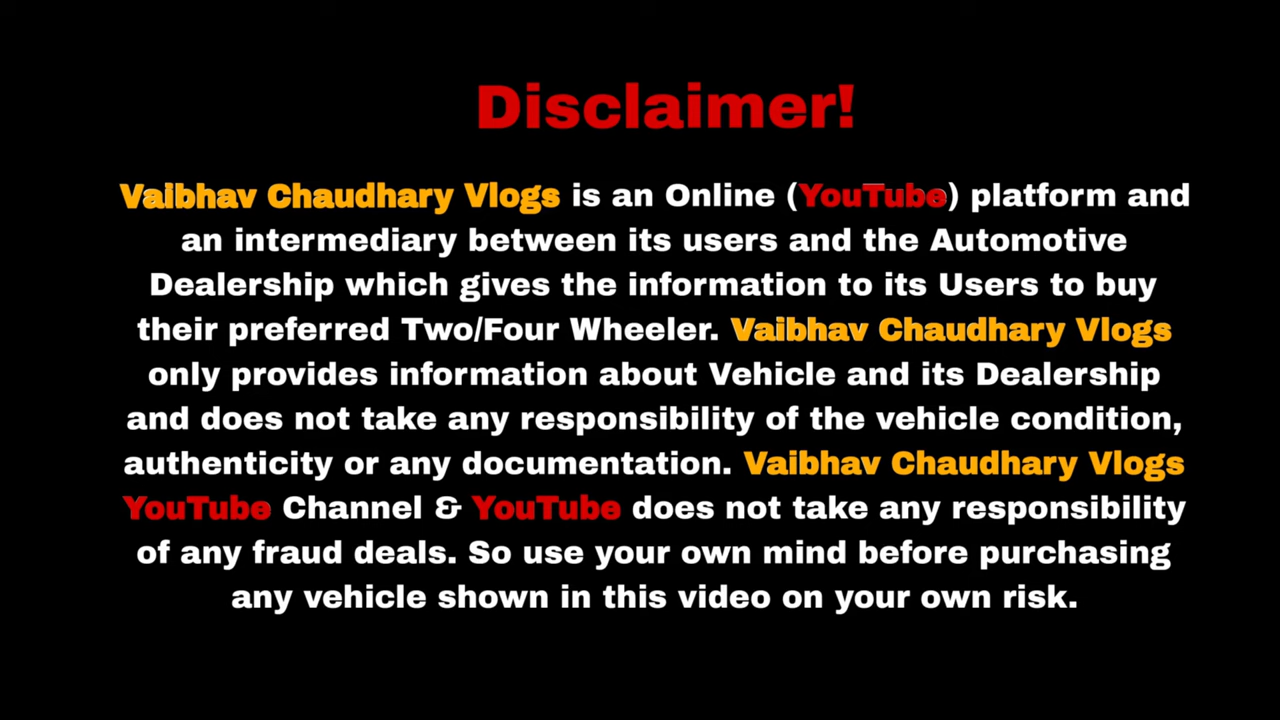 Disclaimer!
Vaibhav Chaudhary Vlogs is an Online (YouTube) platform and
an intermediary between its users and the Automotive
Dealership which gives the information to its Users to buy
their preferred Two/Four Wheeler. Vaibhav Chaudhary Vlogs
only provides information about Vehicle and its Dealership
and does not take any responsibility of the vehicle condition,
authenticity or any documentation. Vaibhav Chaudhary Vlogs
YouTube Channel & YouTube does not take any responsibility
of any fraud deals. So use your own mind before purchasing
any vehicle shown in this video on your own risk.